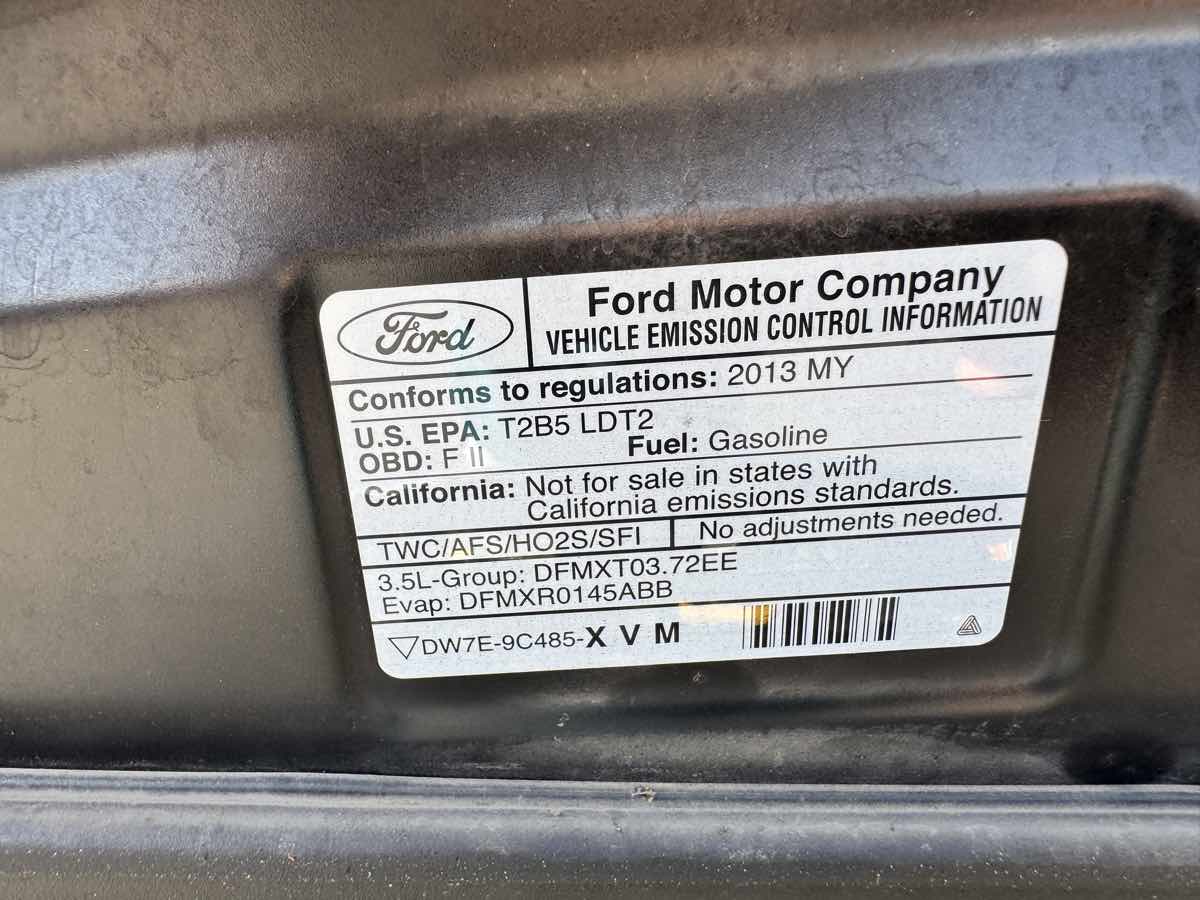 Ford
Ford Motor Company
VEHICLE EMISSION CONTROL INFORMATION
Conforms to regulations: 2013 MY
U.S. EPA: T2B5 LDT2
OBD: F II Fuel: Gasoline
California: Not for sale in states with
California emissions standards.
TWC/AFS/HO2S/SFI No adjustments needed.
3.5L-Group: DFMXT03.72EE
Evap: DFMXR0145ABB
DW7E-9C485-X V M